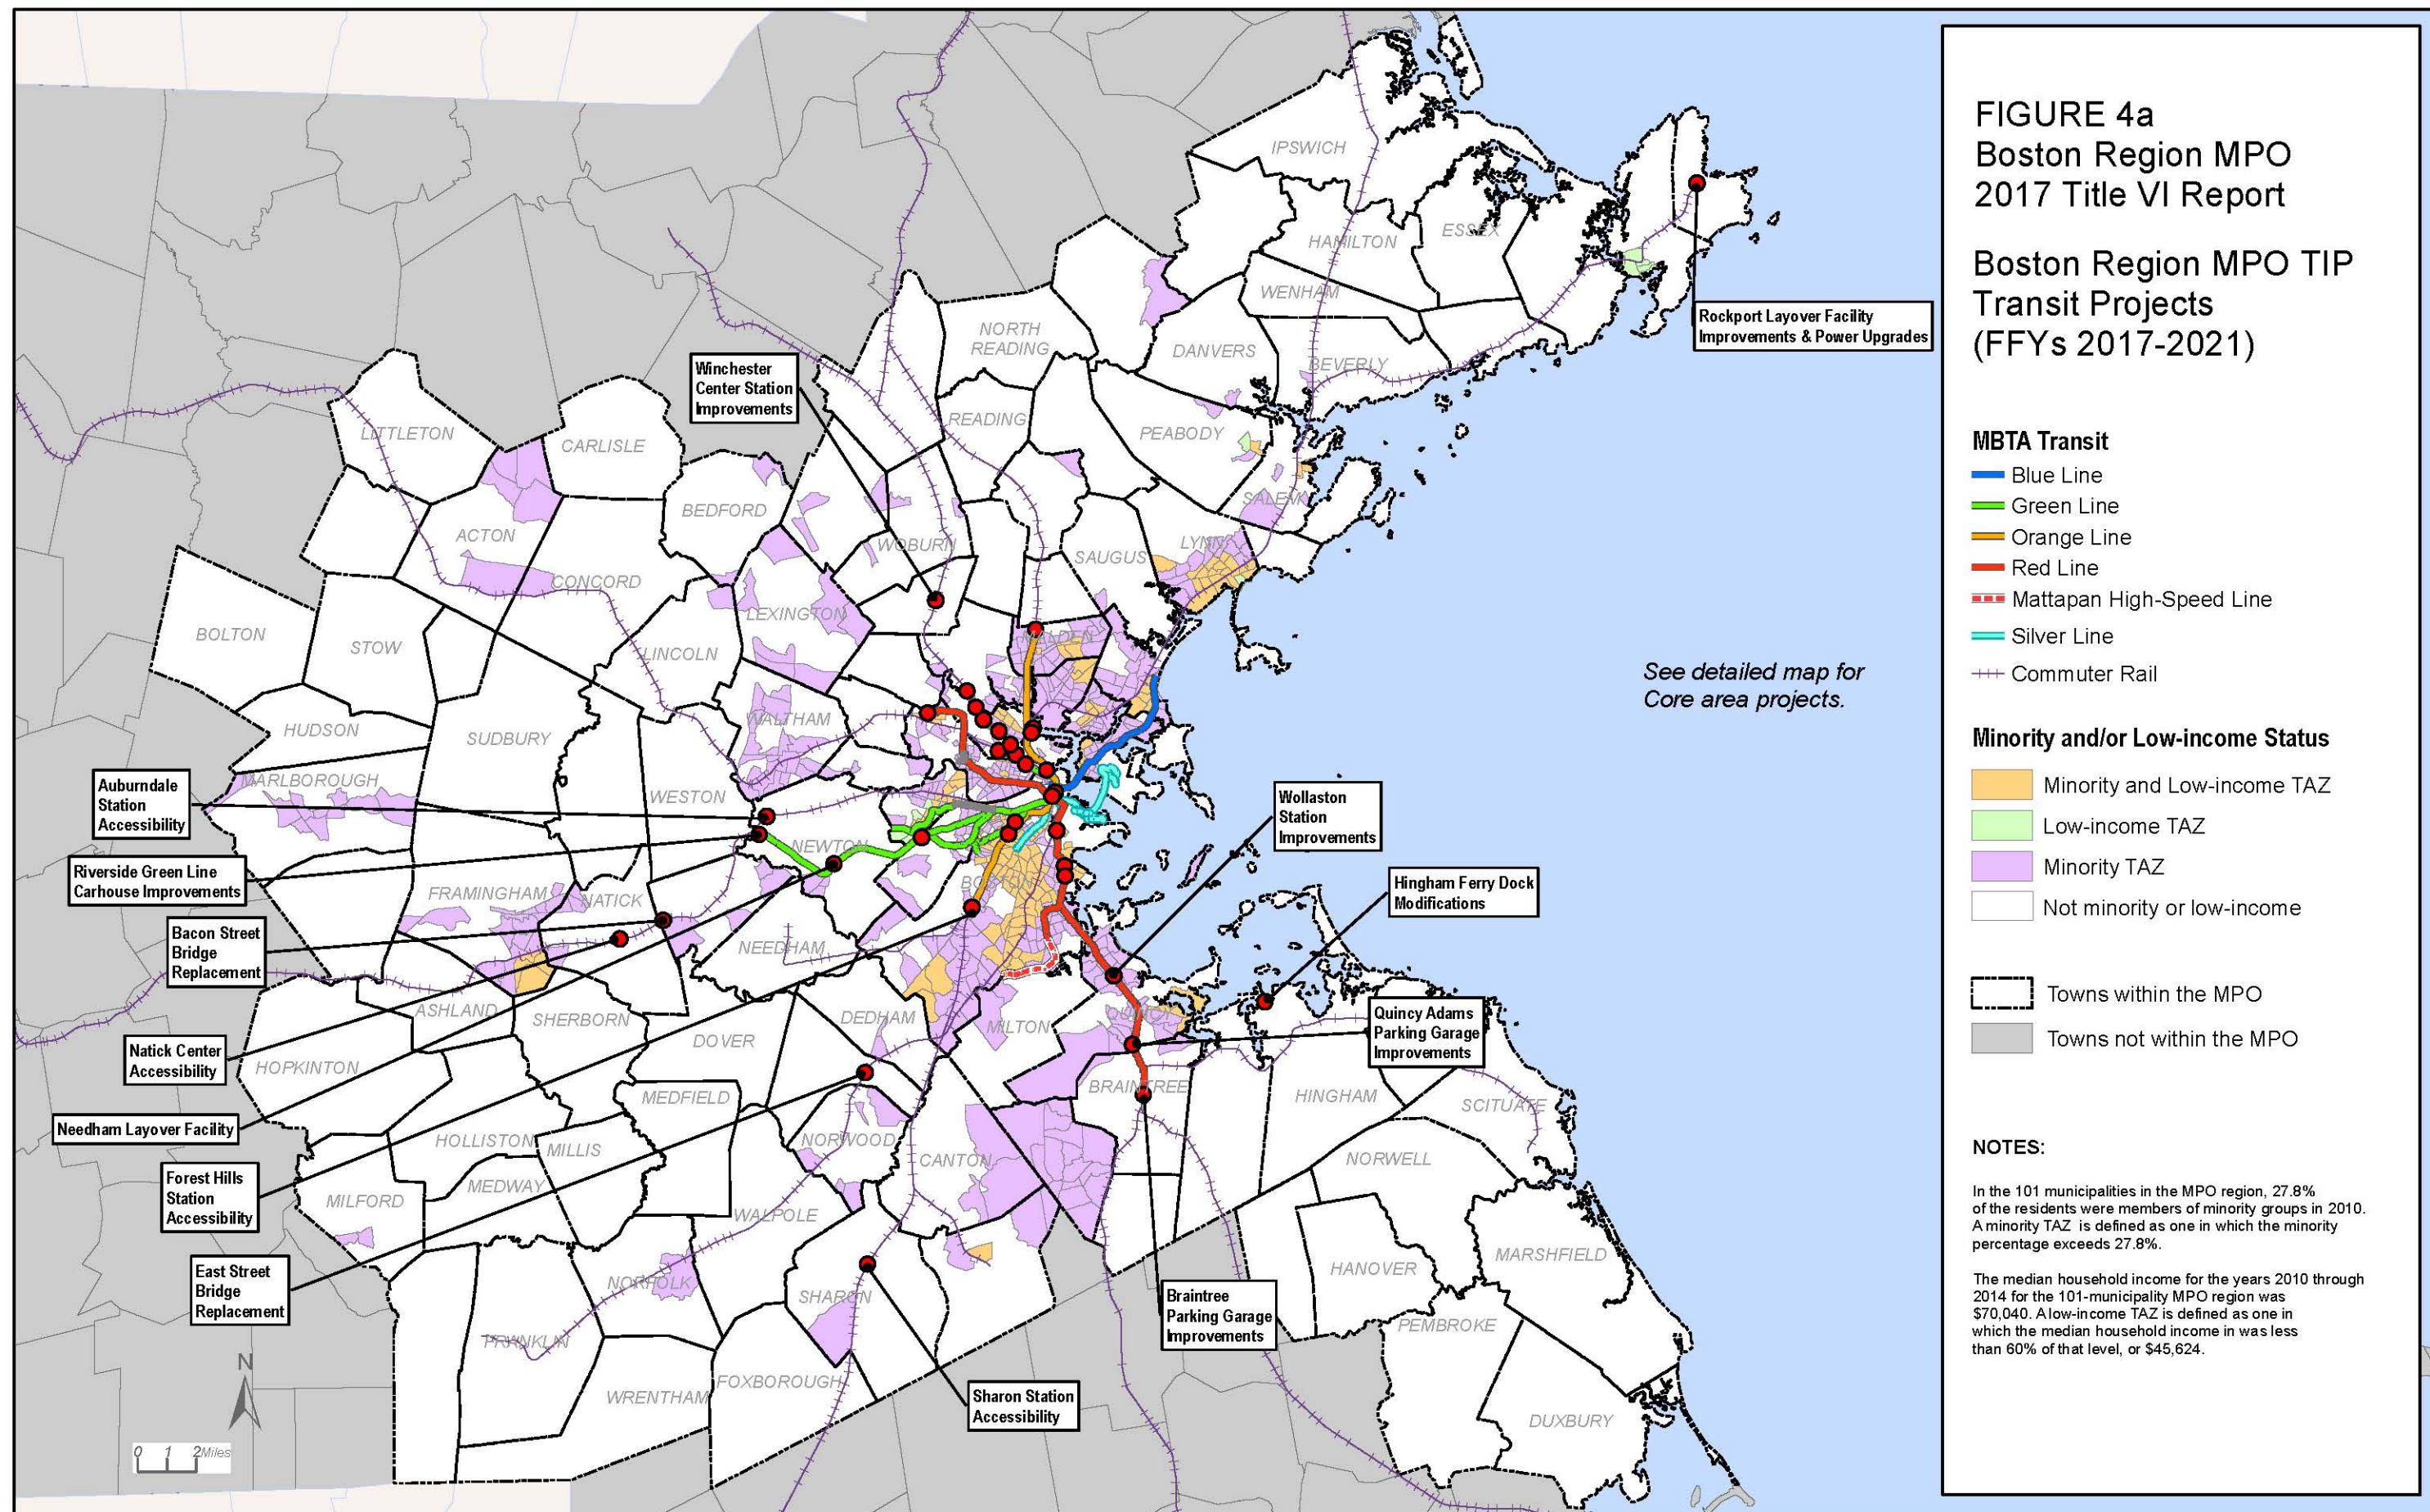 FIGURE 4a
Boston Region MPO
2017 Title VI Report
Boston Region MPO TIP
Transit Projects
(FFYs 2017-2021)
MBTA Transit
Blue Line
Green Line
Orange Line
Red Line
Mattapan High-Speed Line
Silver Line
Commuter Rail
Minority and/or Low-income Status
Minority and Low-income TAZ
Low-income TAZ
Minority TAZ
Not minority or low-income
Towns within the MPO
Towns not within the MPO
NOTES:
In the 101 municipalities in the MPO region, 27.8%
of the residents were members of minority groups in 2010.
A minority TAZ is defined as one in which the minority
percentage exceeds 27.8%.
The median household income for the years 2010 through
2014 for the 101-municipality MPO region was
$70,040. A low-income TAZ is defined as one in
which the median household income in was less
than 60% of that level, or $45,624.
See detailed map for
Core area projects.
Rockport Layover Facility
Improvements & Power Upgrades
Winchester
Center Station
Improvements
Auburndale
Station
Accessibility
Riverside Green Line
Carhouse Improvements
Bacon Street
Bridge
Replacement
Natick Center
Accessibility
Needham Layover Facility
Forest Hills
Station
Accessibility
East Street
Bridge
Replacement
Wollaston
Station
Improvements
Hingham Ferry Dock
Modifications
Quincy Adams
Parking Garage
Improvements
Braintree
Parking Garage
Improvements
Sharon Station
Accessibility
IPSWICH
HAMILTON
ESSEX
WENHAM
NORTH
READING
DANVERS
BEVERLY
READING
PEABODY
LITTLETON
CARLISLE
SALEM
BEDFORD
ACTON
WOBURN
LYNN
SAUGUS
CONCORD
LEXINGTON
BOLTON
STOW
LINCOLN
MALDEN
HUDSON
SUDBURY
WALTHAM
MARLBOROUGH
WESTON
NEWTON
BOSTON
FRAMINGHAM
NATICK
NEEDHAM
ASHLAND
SHERBORN
DEDHAM
MILTON
QUINCY
DOVER
HOPKINTON
MEDFIELD
BRAINTREE
HINGHAM
SCITUATE
HOLLISTON
MILLIS
NORWOOD
CANTON
NORWELL
MEDWAY
MILFORD
WALPOLE
MARSHFIELD
HANOVER
NORFOLK
SHARON
PEMBROKE
FRANKLIN
FOXBOROUGH
WRENTHAM
DUXBURY
N
0 1 2 Miles